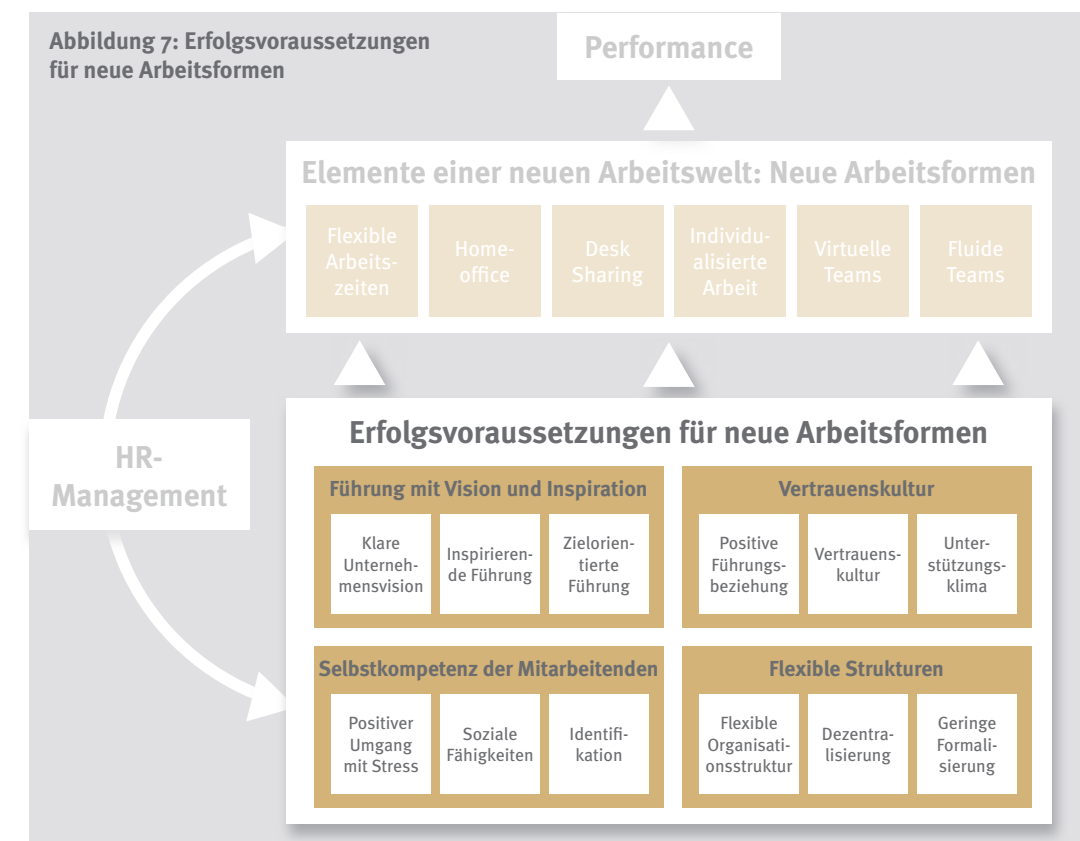 Abbildung 7: Erfolgsvoraussetzungen
für neue Arbeitsformen
Performance
Elemente einer neuen Arbeitswelt: Neue Arbeitsformen
Flexible
Arbeits-
zeiten
Home-
office
Desk
Sharing
Individu-
alisierte
Arbeit
Virtuelle
Teams
Fluide
Teams
HR-
Management
Erfolgsvoraussetzungen für neue Arbeitsformen
Führung mit Vision und Inspiration
Klare
Unterneh-
mensvision
Inspirieren-
de Führung
Zielorien-
tierte
Führung
Vertrauenskultur
Positive
Führungs-
beziehung
Vertrauens-
kultur
Unter-
stützungs-
klima
Selbstkompetenz der Mitarbeitenden
Positiver
Umgang
mit Stress
Soziale
Fähigkeiten
Identifi-
kation
Flexible Strukturen
Flexible
Organisati-
onsstruktur
Dezentra-
lisierung
Geringe
Formali-
sierung